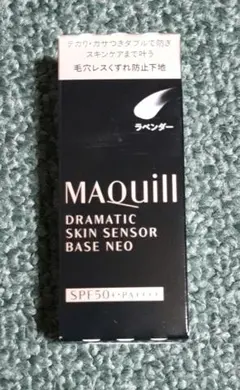 テカリ・カサつきダブルで防ぎ
スキンケアまで叶う
毛穴レスくずれ防止下地
ラベンダー
MAQuill
DRAMATIC
SKIN SENSOR
BASE NEO
SPF50+・PA++++